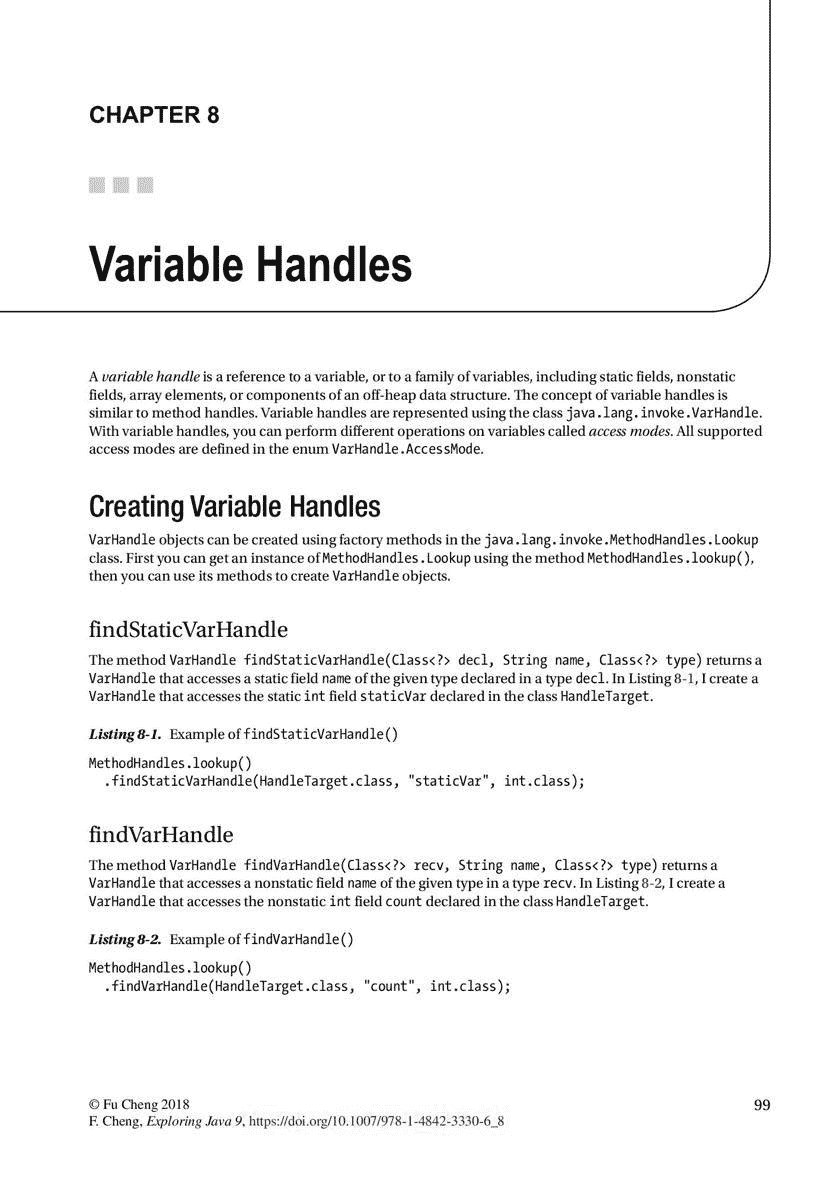 CHAPTER 8
Variable Handles
A variable handle is a reference to a variable, or to a family of variables, including static fields, nonstatic
fields, array elements, or components of an off-heap data structure. The concept of variable handles is
similar to method handles. Variable handles are represented using the class java.lang.invoke.VarHandle.
With variable handles, you can perform different operations on variables called access modes. All supported
access modes are defined in the enum VarHandle.AccessMode.
Creating Variable Handles
VarHandle objects can be created using factory methods in the java.lang.invoke.MethodHandles.Lookup
class. First you can get an instance of MethodHandles.Lookup using the method MethodHandles.lookup(),
then you can use its methods to create VarHandle objects.
findStaticVarHandle
The method VarHandle findStaticVarHandle(Class<?> decl, String name, Class<?> type) returns a
VarHandle that accesses a static field name of the given type declared in a type decl. In Listing 8-1, I create a
VarHandle that accesses the static int field staticVar declared in the class HandleTarget.
Listing 8-1. Example of findStaticVarHandle()
MethodHandles.lookup()
.findStaticVarHandle(HandleTarget.class, "staticVar", int.class);
findVarHandle
The method VarHandle findVarHandle(Class<?> recv, String name, Class<?> type) returns a
VarHandle that accesses a nonstatic field name of the given type in a type recv. In Listing 8-2, I create a
VarHandle that accesses the nonstatic int field count declared in the class HandleTarget.
Listing 8-2. Example of findVarHandle()
MethodHandles.lookup()
.findVarHandle(HandleTarget.class, "count", int.class);
© Fu Cheng 2018
99
F. Cheng, Exploring Java 9, https://doi.org/10.1007/978-1-4842-3330-6_8